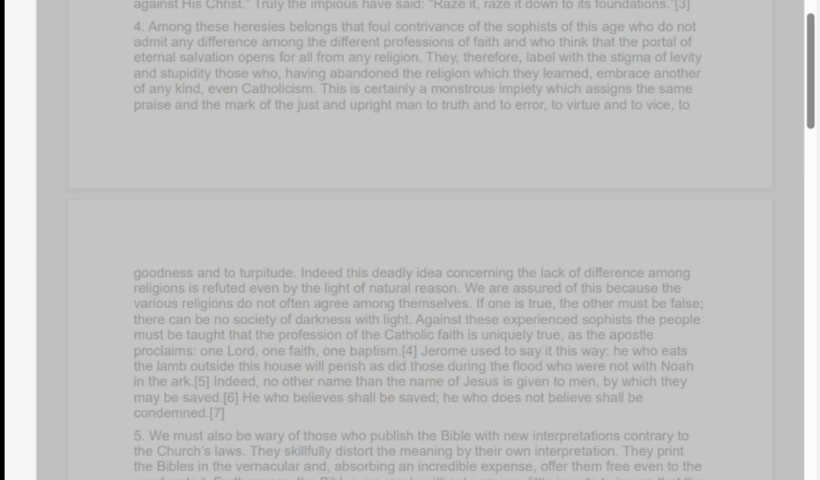 against His Christ." Truly the impious have said: "Raze it, raze it down to its foundations."[3]
4. Among these heresies belongs that foul contrivance of the sophists of this age who do not
admit any difference among the different professions of faith and who think that the portal of
eternal salvation opens for all from any religion. They, therefore, label with the stigma of levity
and stupidity those who, having abandoned the religion which they learned, embrace another
of any kind, even Catholicism. This is certainly a monstrous impiety which assigns the same
praise and the mark of the just and upright man to truth and to error, to virtue and to vice, to
goodness and to turpitude. Indeed this deadly idea concerning the lack of difference among
religions is refuted even by the light of natural reason. We are assured of this because the
various religions do not often agree among themselves. If one is true, the other must be false;
there can be no society of darkness with light. Against these experienced sophists the people
must be taught that the profession of the Catholic faith is uniquely true, as the apostle
proclaims: one Lord, one faith, one baptism.[4] Jerome used to say it this way: he who eats
the lamb outside this house will perish as did those during the flood who were not with Noah
in the ark.[5] Indeed, no other name than the name of Jesus is given to men, by which they
may be saved.[6] He who believes shall be saved; he who does not believe shall be
condemned.[7]
5. We must also be wary of those who publish the Bible with new interpretations contrary to
the Church's laws. They skillfully distort the meaning by their own interpretation. They print
the Bibles in the vernacular and, absorbing an incredible expense, offer them free even to the